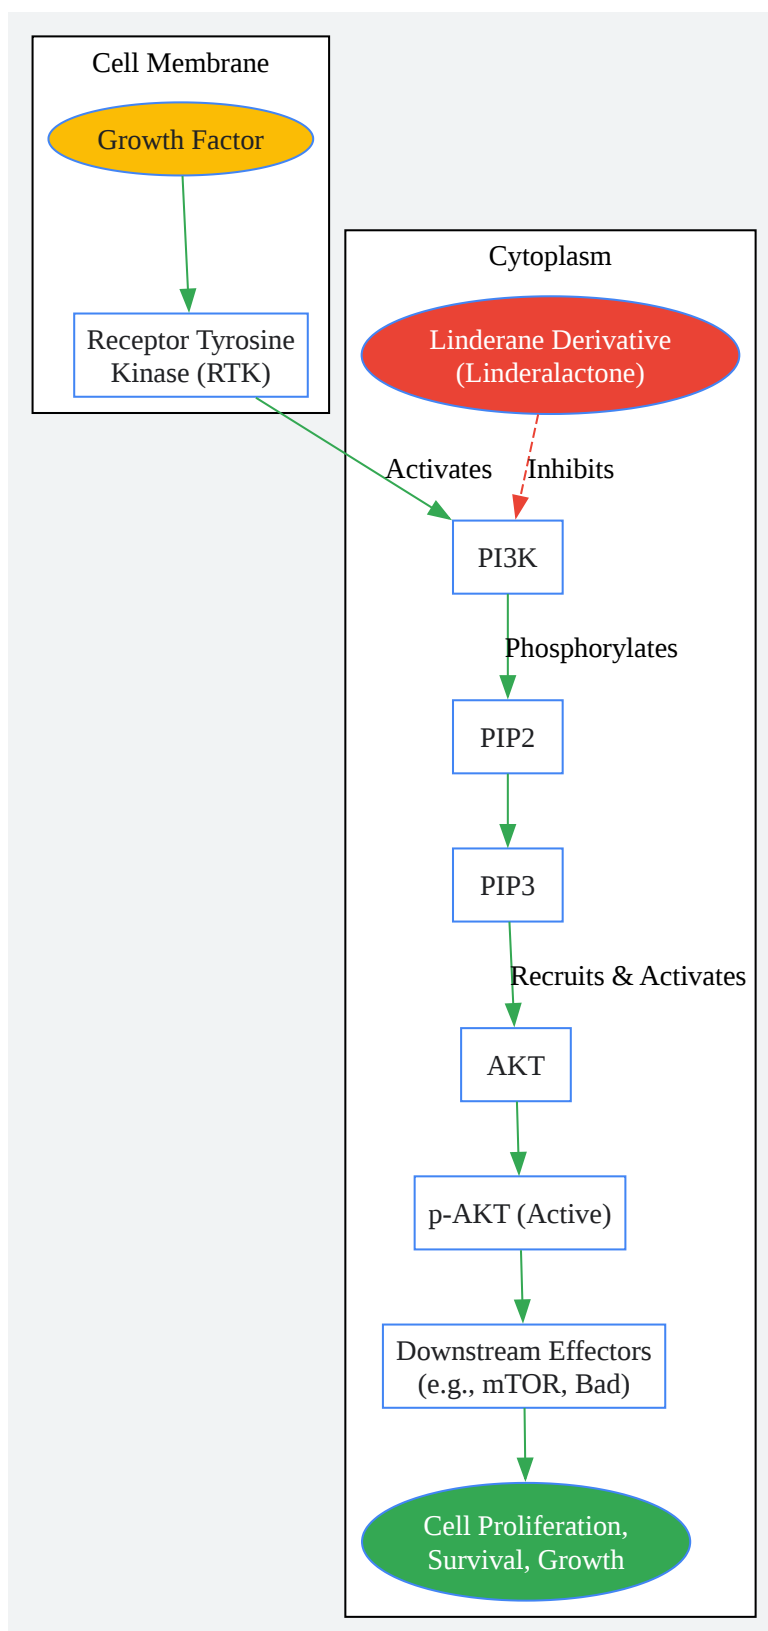 Cell Membrane
Growth Factor
Receptor Tyrosine
Kinase (RTK)
Cytoplasm
Linderane Derivative
(Linderalactone)
Activates
Inhibits
PI3K
Phosphorylates
PIP2
PIP3
Recruits & Activates
AKT
p-AKT (Active)
Downstream Effectors
(e.g., mTOR, Bad)
Cell Proliferation,
Survival, Growth